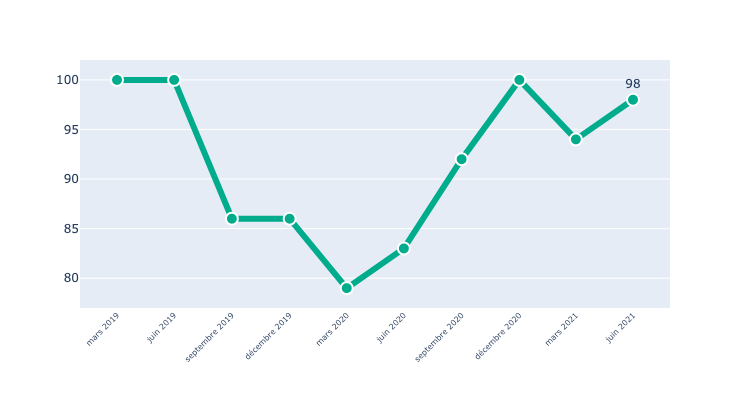 100
95
90
85
80
98
mars 2019
juin 2019
septembre 2019
décembre 2019
mars 2020
juin 2020
septembre 2020
décembre 2020
mars 2021
juin 2021